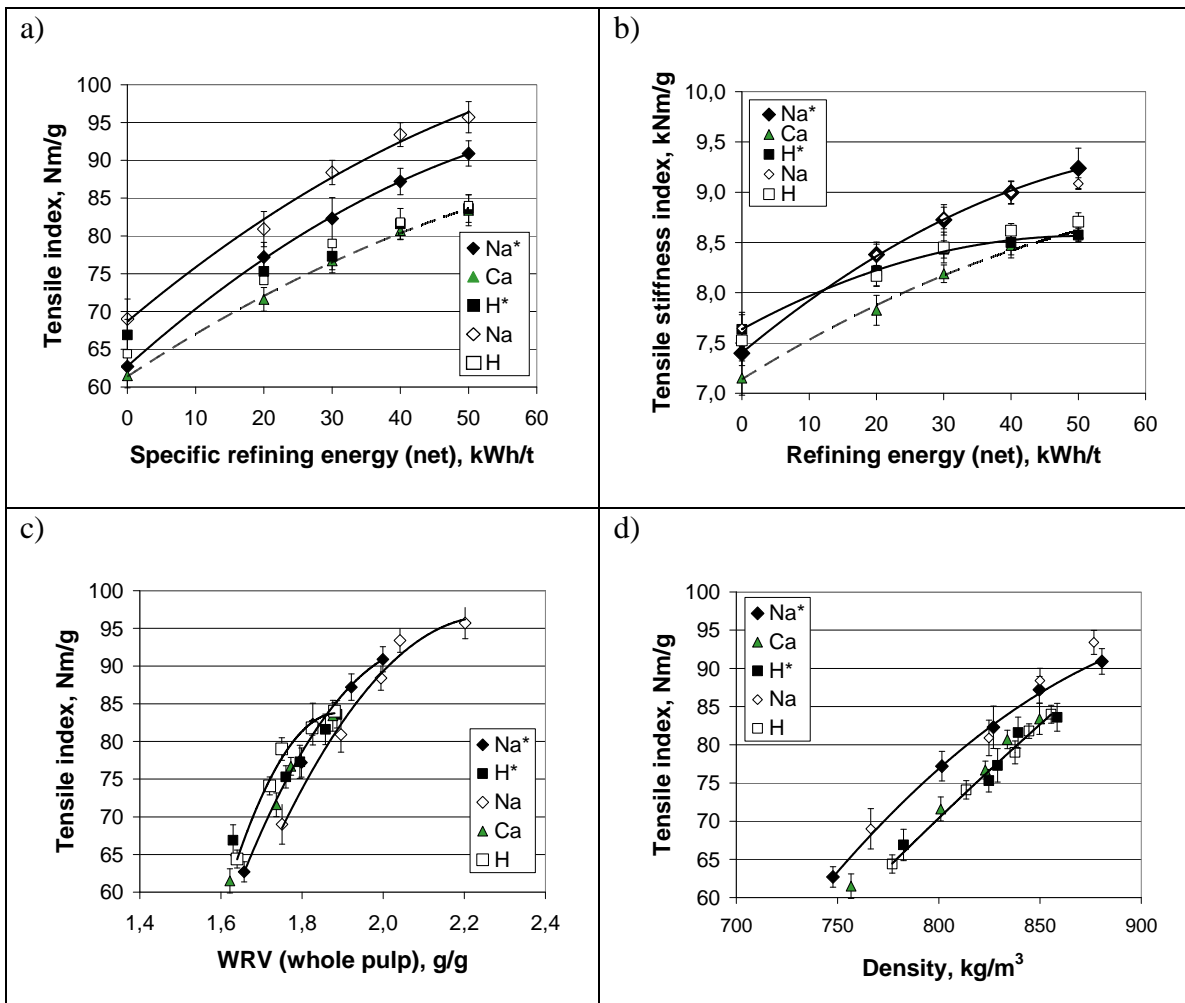 a)
Tensile index, Nm/g
100
95
90
85
80
75
70
65
60
0 10 20 30 40 50 60
Specific refining energy (net), kWh/t
Na*
Ca
H*
Na
H
b)
Tensile stiffness index, kNm/g
10,0
9,5
9,0
8,5
8,0
7,5
7,0
0 10 20 30 40 50 60
Refining energy (net), kWh/t
Na*
Ca
H*
Na
H
c)
Tensile index, Nm/g
100
95
90
85
80
75
70
65
60
1,4 1,6 1,8 2,0 2,2 2,4
WRV (whole pulp), g/g
Na*
H*
Na
Ca
H
d)
Tensile index, Nm/g
100
95
90
85
80
75
70
65
60
700 750 800 850 900
Density, kg/m³
Na*
Ca
H*
Na
H